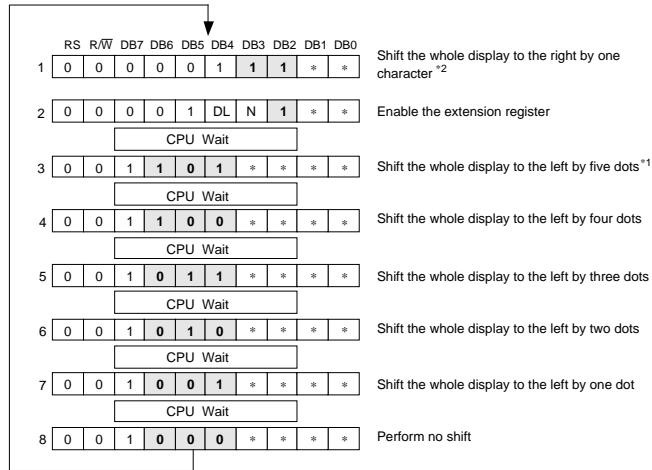 RS R/W̅ DB7 DB6 DB5 DB4 DB3 DB2 DB1 DB0
1 0 0 0 0 0 1 1 1 * * Shift the whole display to the right by one
character *2
2 0 0 0 0 1 DL N 1 * * Enable the extension register
CPU Wait
3 0 0 1 1 0 1 * * * * Shift the whole display to the left by five dots*1
CPU Wait
4 0 0 1 1 0 0 * * * * Shift the whole display to the left by four dots
CPU Wait
5 0 0 1 0 1 1 * * * * Shift the whole display to the left by three dots
CPU Wait
6 0 0 1 0 1 0 * * * * Shift the whole display to the left by two dots
CPU Wait
7 0 0 1 0 0 1 * * * * Shift the whole display to the left by one dot
CPU Wait
8 0 0 1 0 0 0 * * * * Perform no shift